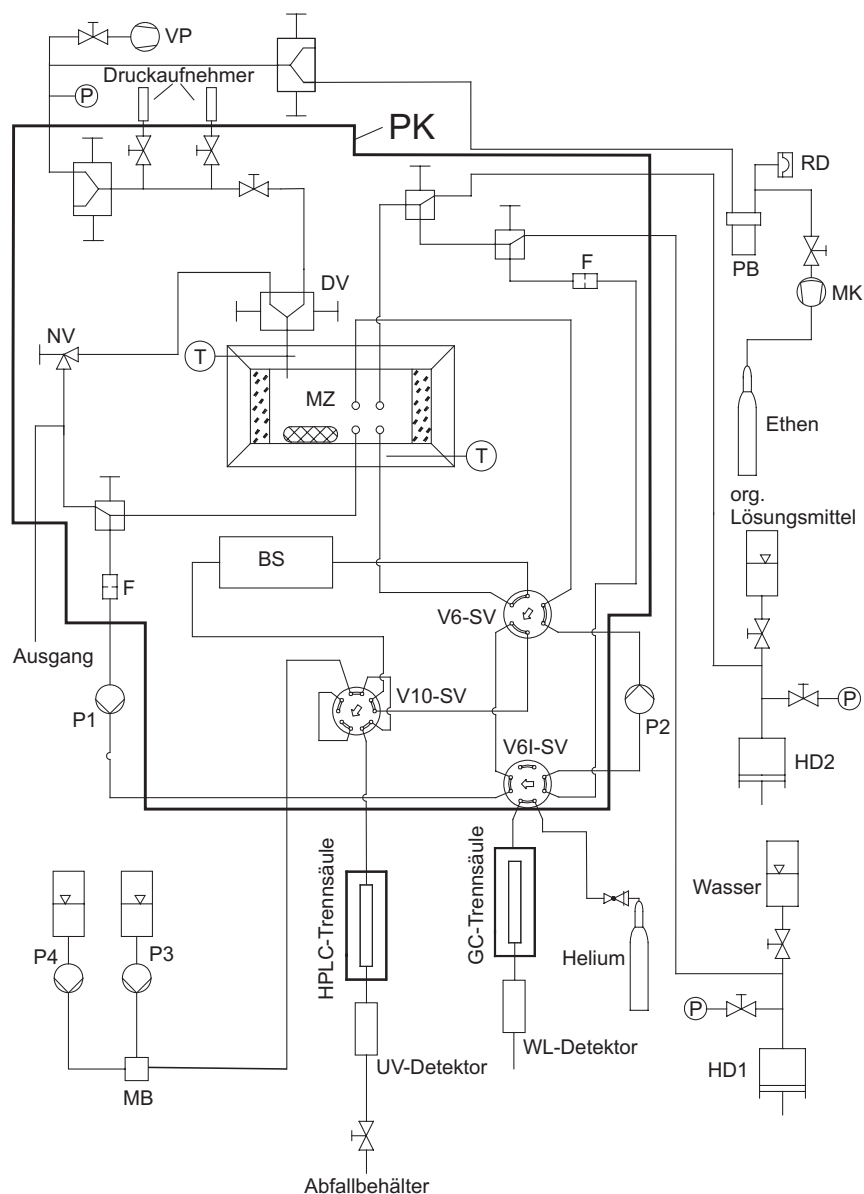 VP
Druckaufnehmer
P
PK
RD
PB
MK
F
DV
NV
T
MZ
Ethen
T
org.
Lösungsmittel
BS
F
V6-SV
Ausgang
V10-SV
P1
P2
V6I-SV
P
HD2
HPLC-Trennsäule
GC-Trennsäule
Wasser
P4
P3
Helium
P
WL-Detektor
UV-Detektor
HD1
MB
Abfallbehälter